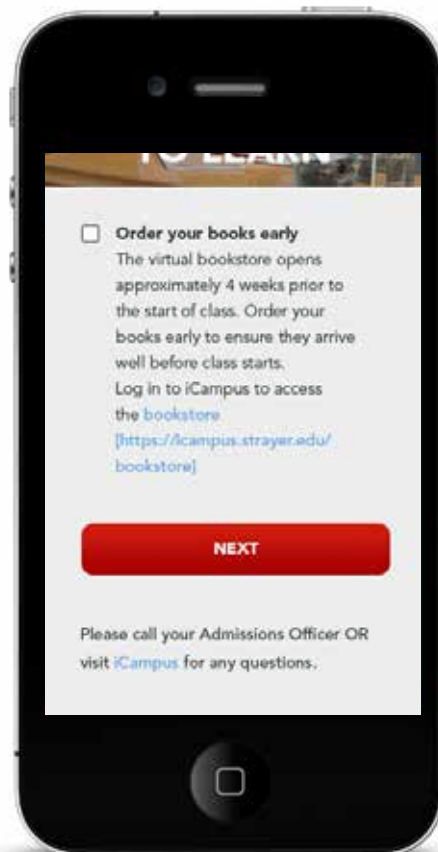 TO LEARN
Order your books early
The virtual bookstore opens
approximately 4 weeks prior to
the start of class. Order your
books early to ensure they arrive
well before class starts.
Log in to iCampus to access
the bookstore
[https://icampus.strayer.edu/
bookstore]
NEXT
Please call your Admissions Officer OR
visit iCampus for any questions.